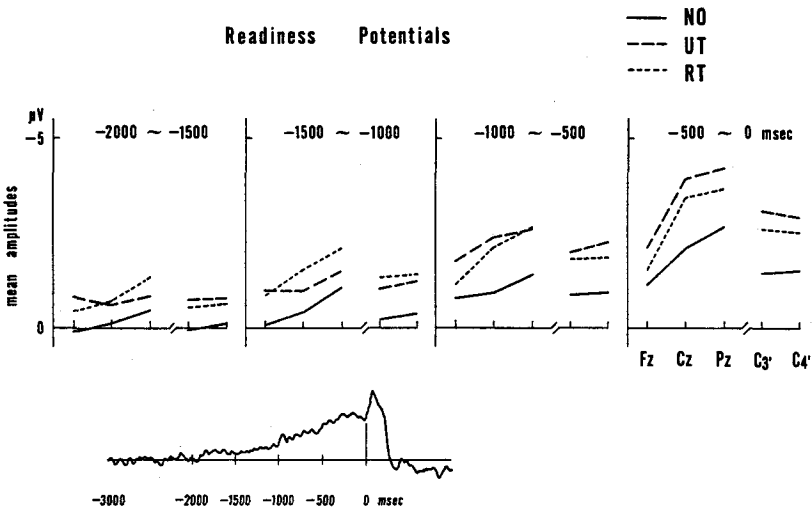 NO
Readiness Potentials
UT
RT
µV
-5
-2000 ~ -1500
-1500 ~ -1000
-1000 ~ -500
-500 ~ 0 msec
mean amplitudes
0
Fz Cz Pz C3' C4'
-3000 -2000 -1500 -1000 -500 0 msec